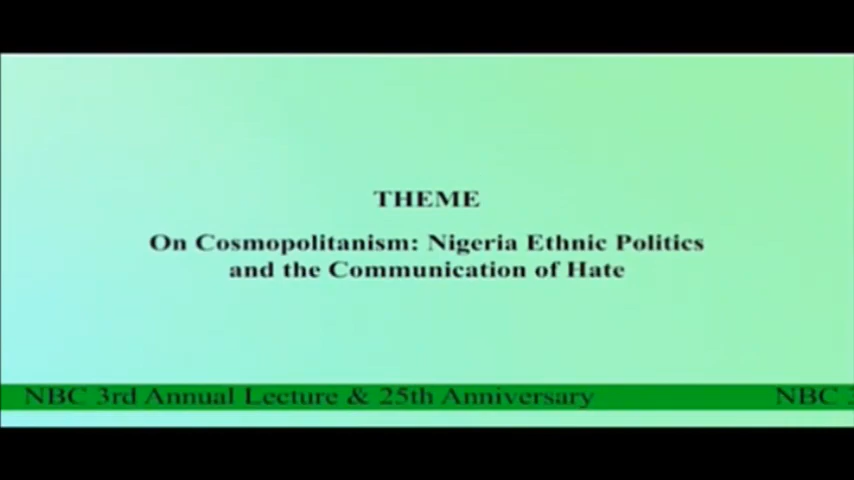 THEME
On Cosmopolitanism: Nigeria Ethnic Politics
and the Communication of Hate
NBC 3rd Annual Lecture & 25th Anniversary NBC